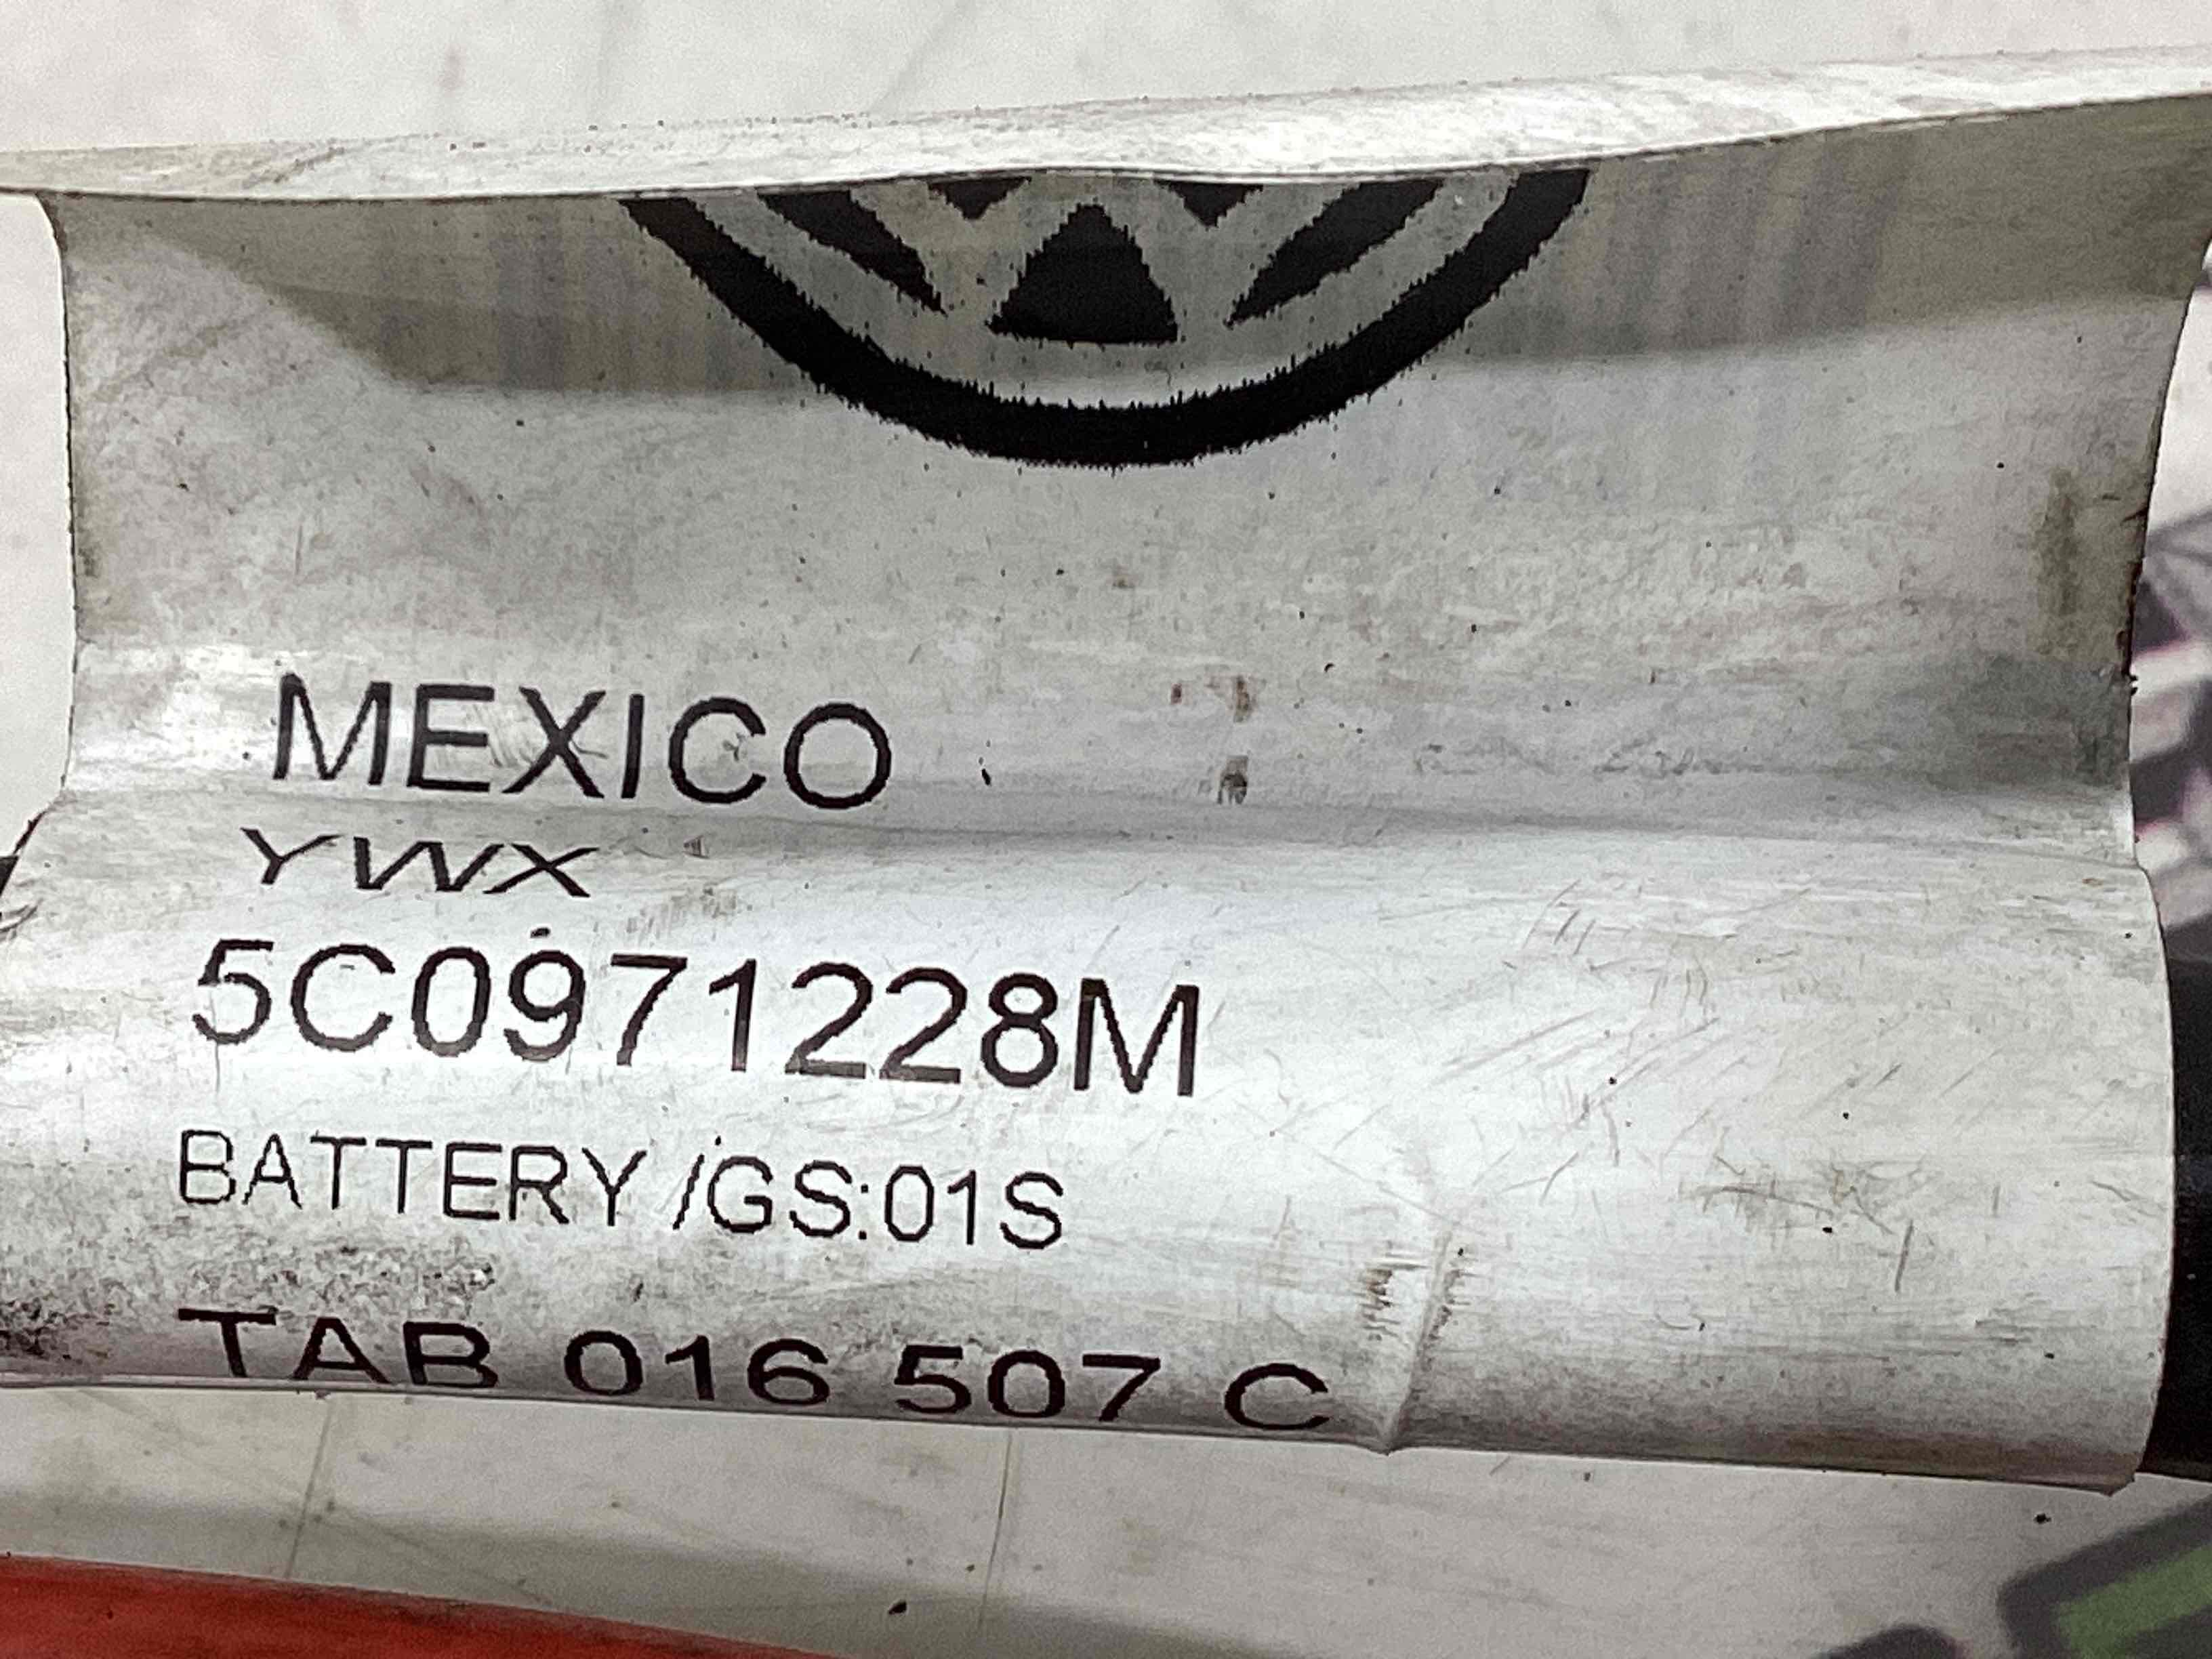 MEXICO
YWX
5C0971228M
BATTERY /GS:01S
TAB 016 507 C